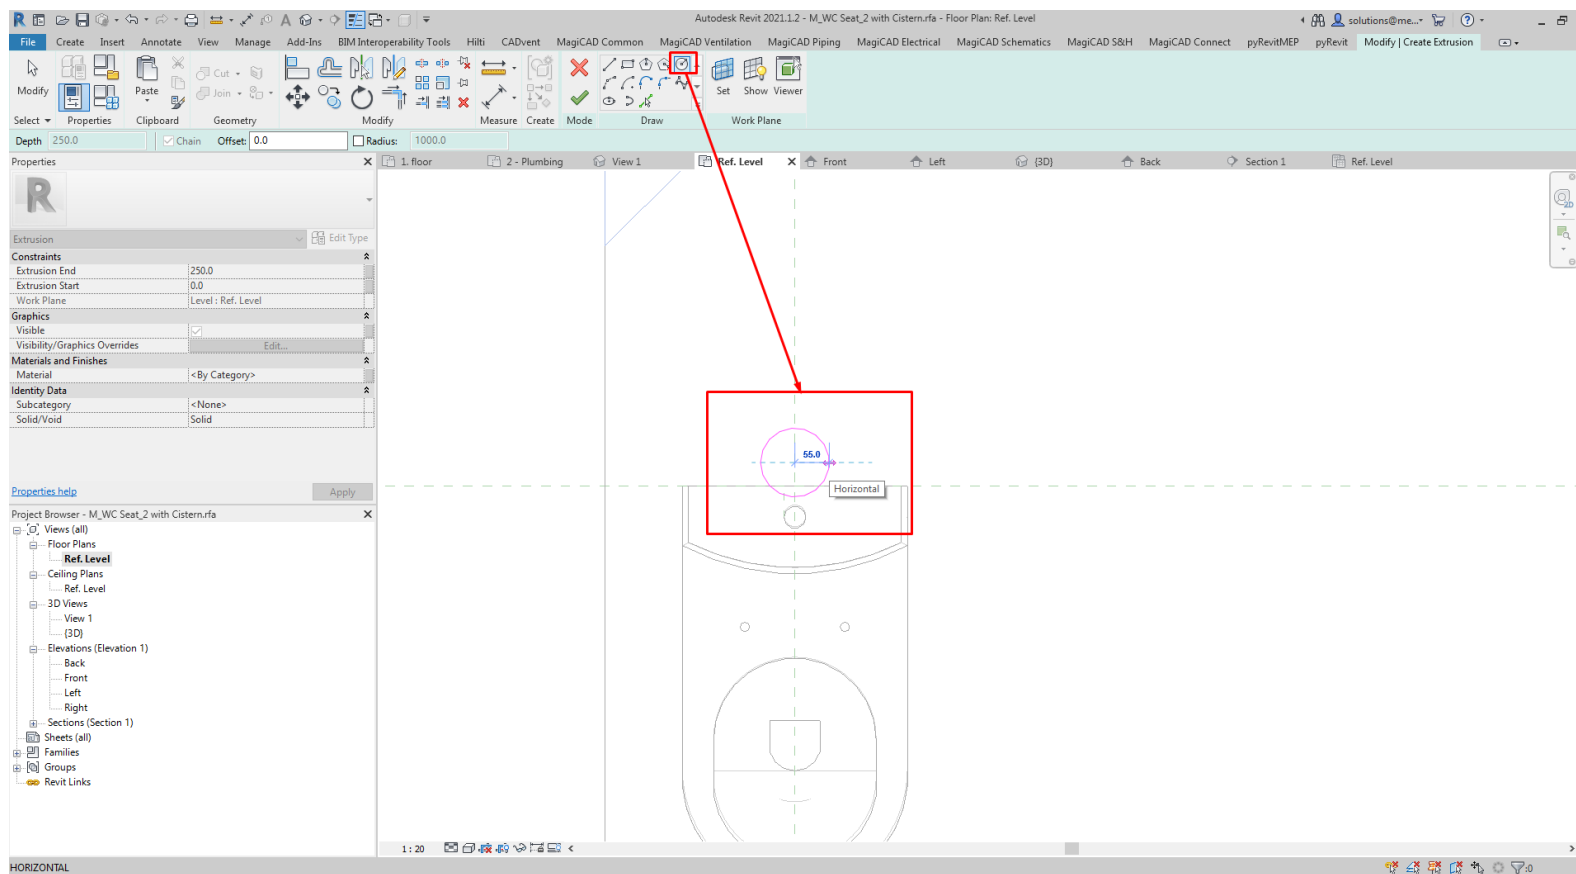 Autodesk Revit 2021.1.2 - M_WC Seat_2 with Cistern.rfa - Floor Plan: Ref. Level
solutions@me...
File Create Insert Annotate View Manage Add-Ins BIM Interoperability Tools Hilti CADvent MagiCAD Common MagiCAD Ventilation MagiCAD Piping MagiCAD Electrical MagiCAD Schematics MagiCAD S&H MagiCAD Connect pyRevitMEP pyRevit Modify | Create Extrusion
Cut
Modify Paste Join Set Show Viewer
Select Properties Clipboard Geometry Modify Measure Create Mode Draw Work Plane
Depth 250.0 Chain Offset: 0.0 Radius: 1000.0
Properties
1. floor 2 - Plumbing View 1 Ref. Level Front Left {3D} Back Section 1 Ref. Level
R
2D
Extrusion Edit Type
Constraints
Extrusion End 250.0
Extrusion Start 0.0
Work Plane Level : Ref. Level
Graphics
Visible
Visibility/Graphics Overrides Edit...
Materials and Finishes
Material <By Category>
Identity Data
Subcategory <None>
Solid/Void Solid
55.0
Horizontal
Properties help Apply
Project Browser - M_WC Seat_2 with Cistern.rfa
Views (all)
Floor Plans
Ref. Level
Ceiling Plans
Ref. Level
3D Views
View 1
{3D}
Elevations (Elevation 1)
Back
Front
Left
Right
Sections (Section 1)
Sheets (all)
Families
Groups
Revit Links
1 : 20
HORIZONTAL
:0